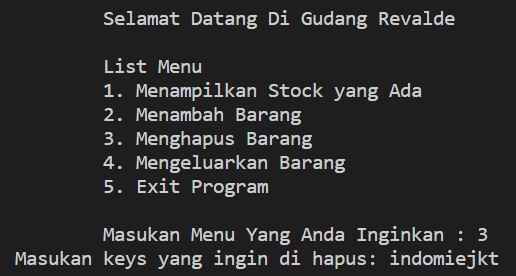 Selamat Datang Di Gudang Revalde
List Menu
1. Menampilkan Stock yang Ada
2. Menambah Barang
3. Menghapus Barang
4. Mengeluarkan Barang
5. Exit Program
Masukan Menu Yang Anda Inginkan : 3
Masukan keys yang ingin di hapus: indomiejkt